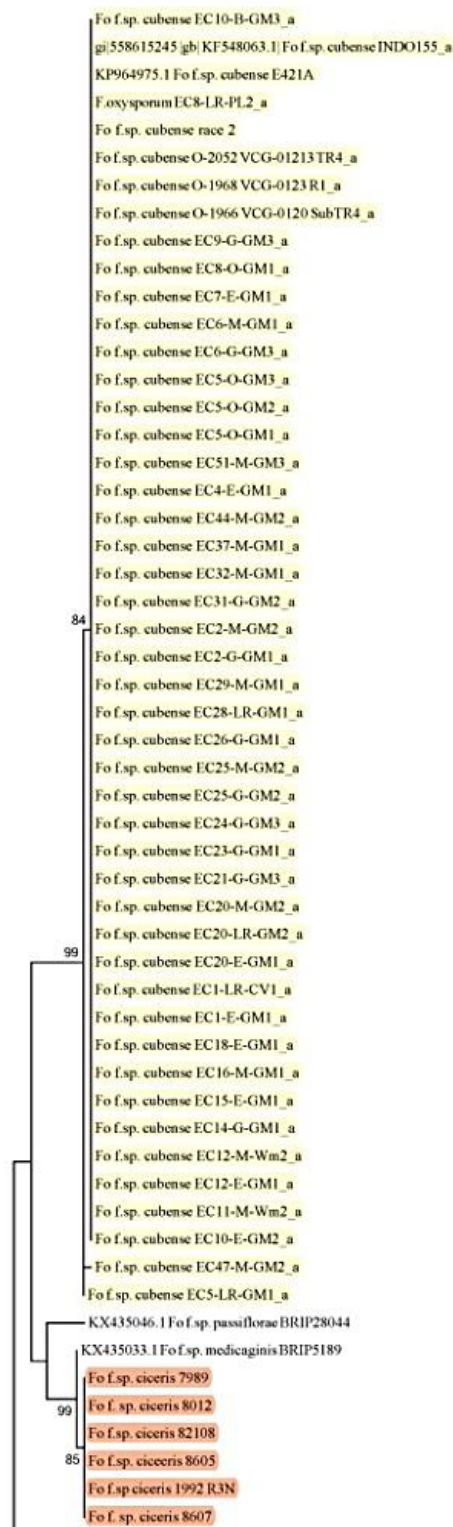 Fo f.sp. cubense EC10-B-GM3_a
gi|558615245|gb|KF548063.1|Fo f.sp. cubense INDO155_a
KP964975.1 Fo f.sp. cubense E421A
F.oxysporum EC8-LR-PL2_a
Fo f.sp. cubense race 2
Fo f.sp. cubense O-2052 VCG-01213 TR4_a
Fo f.sp. cubense O-1968 VCG-0123 R1_a
Fo f.sp. cubense O-1966 VCG-0120 SubTR4_a
Fo f.sp. cubense EC9-G-GM3_a
Fo f.sp. cubense EC8-O-GM1_a
Fo f.sp. cubense EC7-E-GM1_a
Fo f.sp. cubense EC6-M-GM1_a
Fo f.sp. cubense EC6-G-GM3_a
Fo f.sp. cubense EC5-O-GM3_a
Fo f.sp. cubense EC5-O-GM2_a
Fo f.sp. cubense EC5-O-GM1_a
Fo f.sp. cubense EC51-M-GM3_a
Fo f.sp. cubense EC4-E-GM1_a
Fo f.sp. cubense EC44-M-GM2_a
Fo f.sp. cubense EC37-M-GM1_a
Fo f.sp. cubense EC32-M-GM1_a
Fo f.sp. cubense EC31-G-GM2_a
84
Fo f.sp. cubense EC2-M-GM2_a
Fo f.sp. cubense EC2-G-GM1_a
Fo f.sp. cubense EC29-M-GM1_a
Fo f.sp. cubense EC28-LR-GM1_a
Fo f.sp. cubense EC26-G-GM1_a
Fo f.sp. cubense EC25-M-GM2_a
Fo f.sp. cubense EC25-G-GM2_a
Fo f.sp. cubense EC24-G-GM3_a
Fo f.sp. cubense EC23-G-GM1_a
Fo f.sp. cubense EC21-G-GM3_a
Fo f.sp. cubense EC20-M-GM2_a
Fo f.sp. cubense EC20-LR-GM2_a
99
Fo f.sp. cubense EC20-E-GM1_a
Fo f.sp. cubense EC1-LR-CV1_a
Fo f.sp. cubense EC1-E-GM1_a
Fo f.sp. cubense EC18-E-GM1_a
Fo f.sp. cubense EC16-M-GM1_a
Fo f.sp. cubense EC15-E-GM1_a
Fo f.sp. cubense EC14-G-GM1_a
Fo f.sp. cubense EC12-M-Wm2_a
Fo f.sp. cubense EC12-E-GM1_a
Fo f.sp. cubense EC11-M-Wm2_a
Fo f.sp. cubense EC10-E-GM2_a
Fo f.sp. cubense EC47-M-GM2_a
Fo f.sp. cubense EC5-LR-GM1_a
KX435046.1 Fo f.sp. passiflorae BRIP28044
KX435033.1 Fo f.sp. medicaginis BRIP5189
Fo f.sp. ciceris 7989
99
Fo f. sp. ciceris 8012
Fo f.sp. ciceris 82108
85
Fo f.sp. cicceris 8605
Fo f.sp ciceris 1992 R3N
Fo f. sp. ciceris 8607